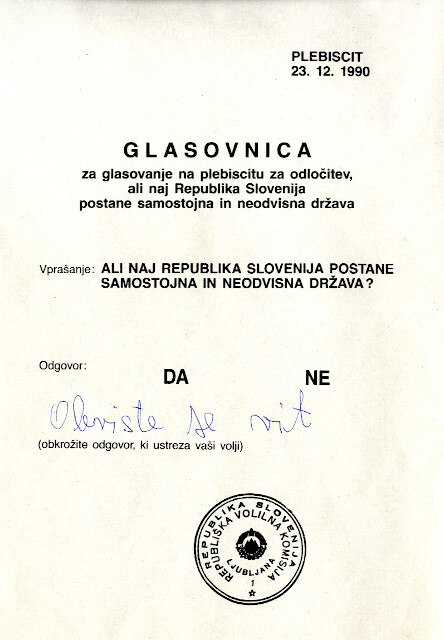 PLEBISCIT
23. 12. 1990
GLASOVNICA
za glasovanje na plebiscitu za odločitev,
ali naj Republika Slovenija
postane samostojna in neodvisna država
Vprašanje: ALI NAJ REPUBLIKA SLOVENIJA POSTANE
SAMOSTOJNA IN NEODVISNA DRŽAVA?
Odgovor:
DA NE
se
(obkrožite odgovor, ki ustreza vaši volji)
REPUBLIKA SLOVENIJA
REPUBLIŠKA VOLILNA KOMISIJA
LJUBLJANA
1